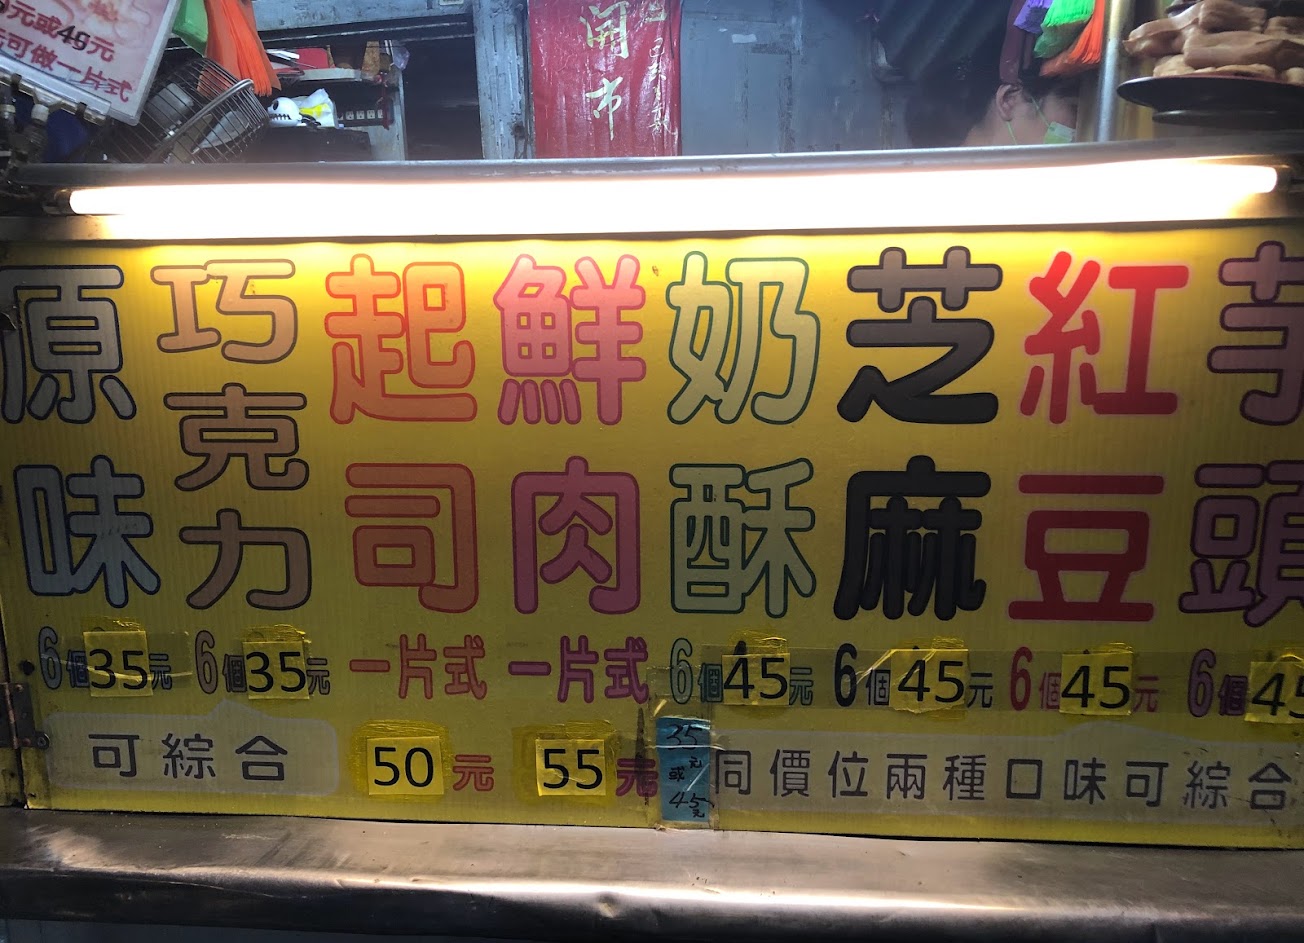 元或49元
可做一片式
開市
原味
6個35元
巧克力
6個35元
可綜合
起司
一片式
50元
鮮肉
一片式
55元
奶酥
6個45元
芝麻
6個45元
紅豆
6個45元
芋頭
6個45
35元或45元
同價位兩種口味可綜合